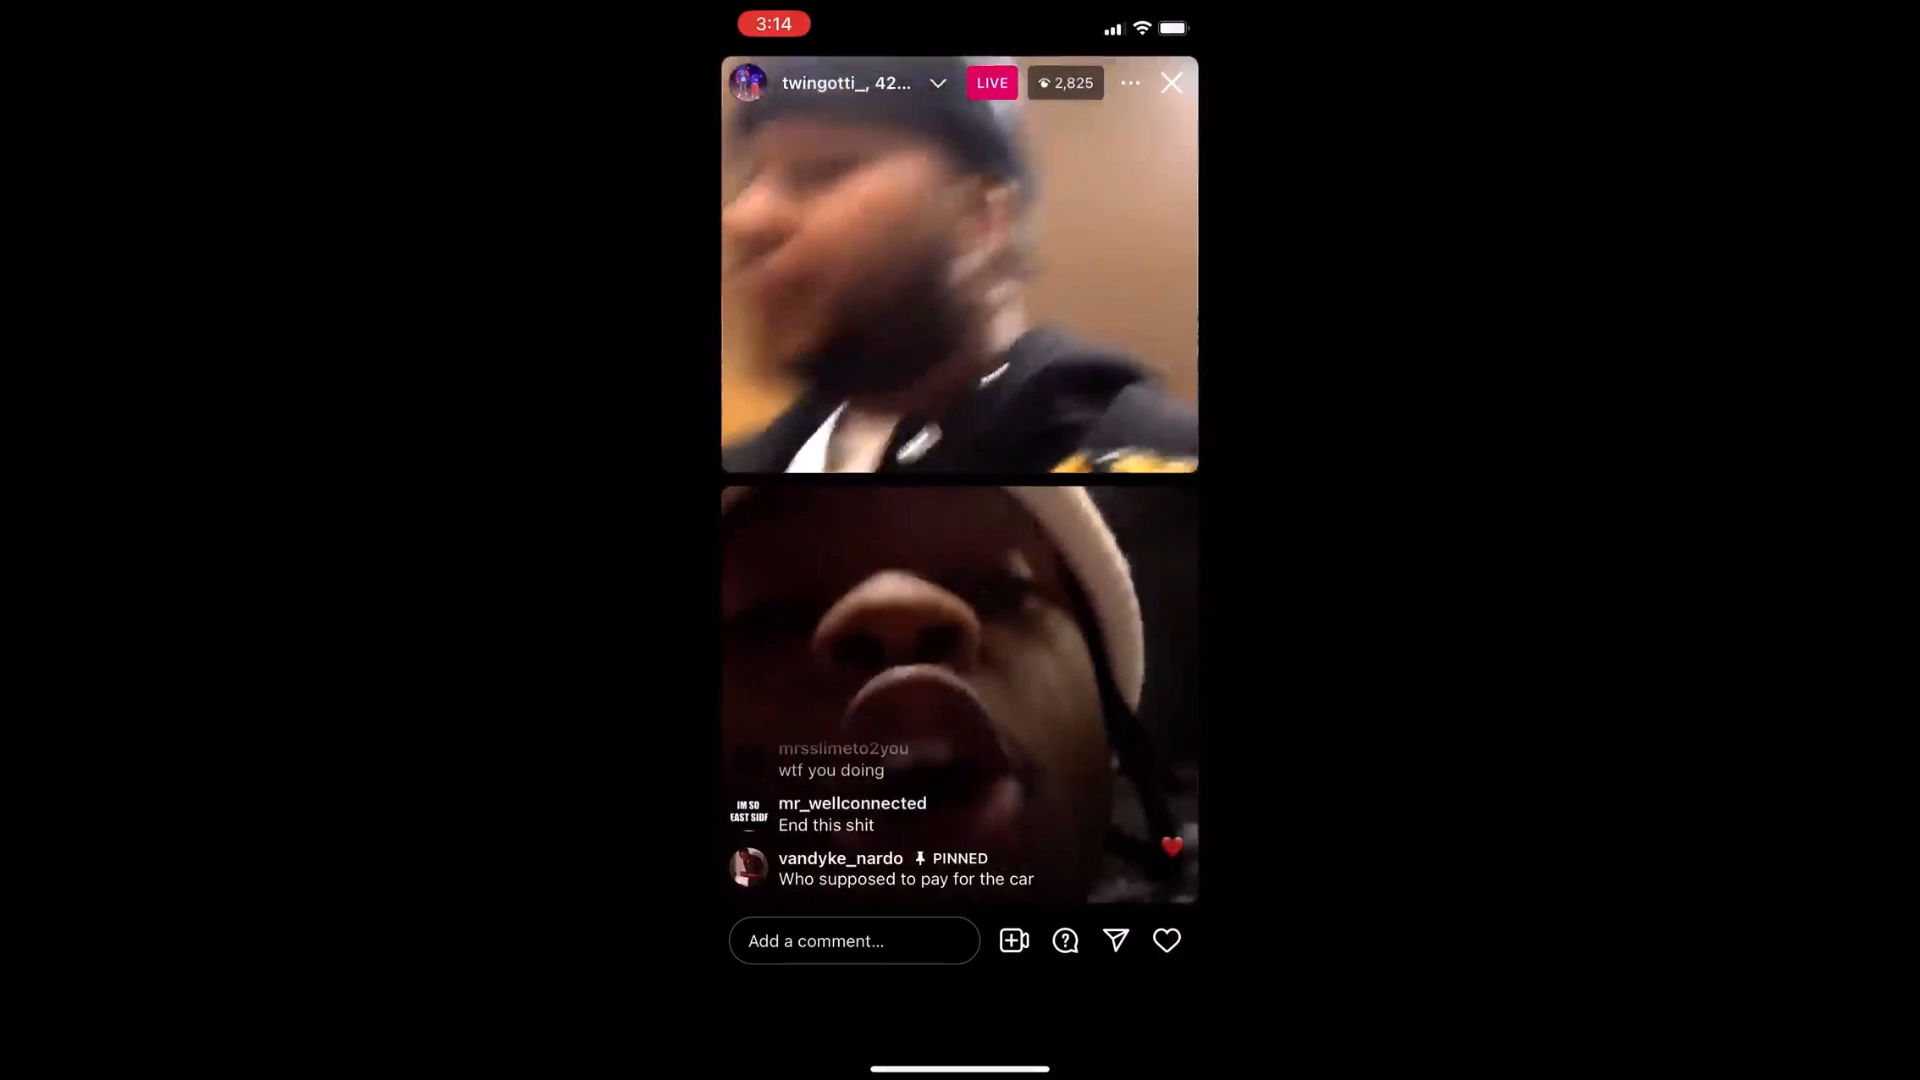 3:14
twingotti_, 42...
LIVE
2,825
mrsslimeto2you
wtf you doing
IM SO
EAST SIDE
mr_wellconnected
End this shit
vandyke_nardo PINNED
Who supposed to pay for the car
Add a comment...